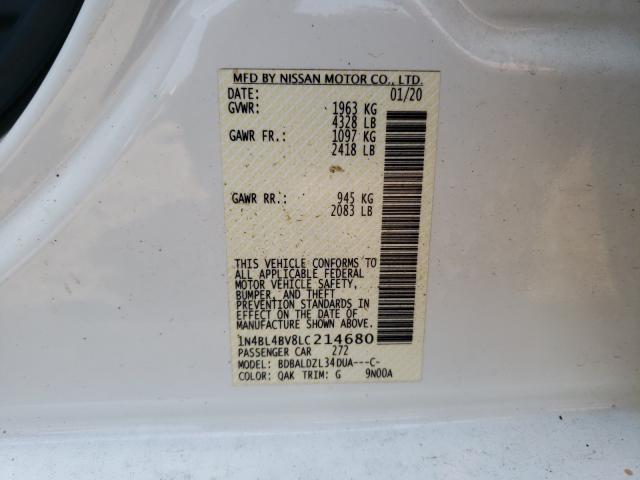 MFD BY NISSAN MOTOR CO., LTD.
DATE: 01/20
GVWR: 1963 KG
4328 LB
GAWR FR.: 1097 KG
2418 LB
GAWR RR.: 945 KG
2083 LB
THIS VEHICLE CONFORMS TO
ALL APPLICABLE FEDERAL
MOTOR VEHICLE SAFETY,
BUMPER, AND THEFT
PREVENTION STANDARDS IN
EFFECT ON THE DATE OF
MANUFACTURE SHOWN ABOVE.
1N4BL4BV8LC214680
PASSENGER CAR 272
MODEL: BDBALDZL34DUA---C-
COLOR: QAK TRIM: G 9N00A